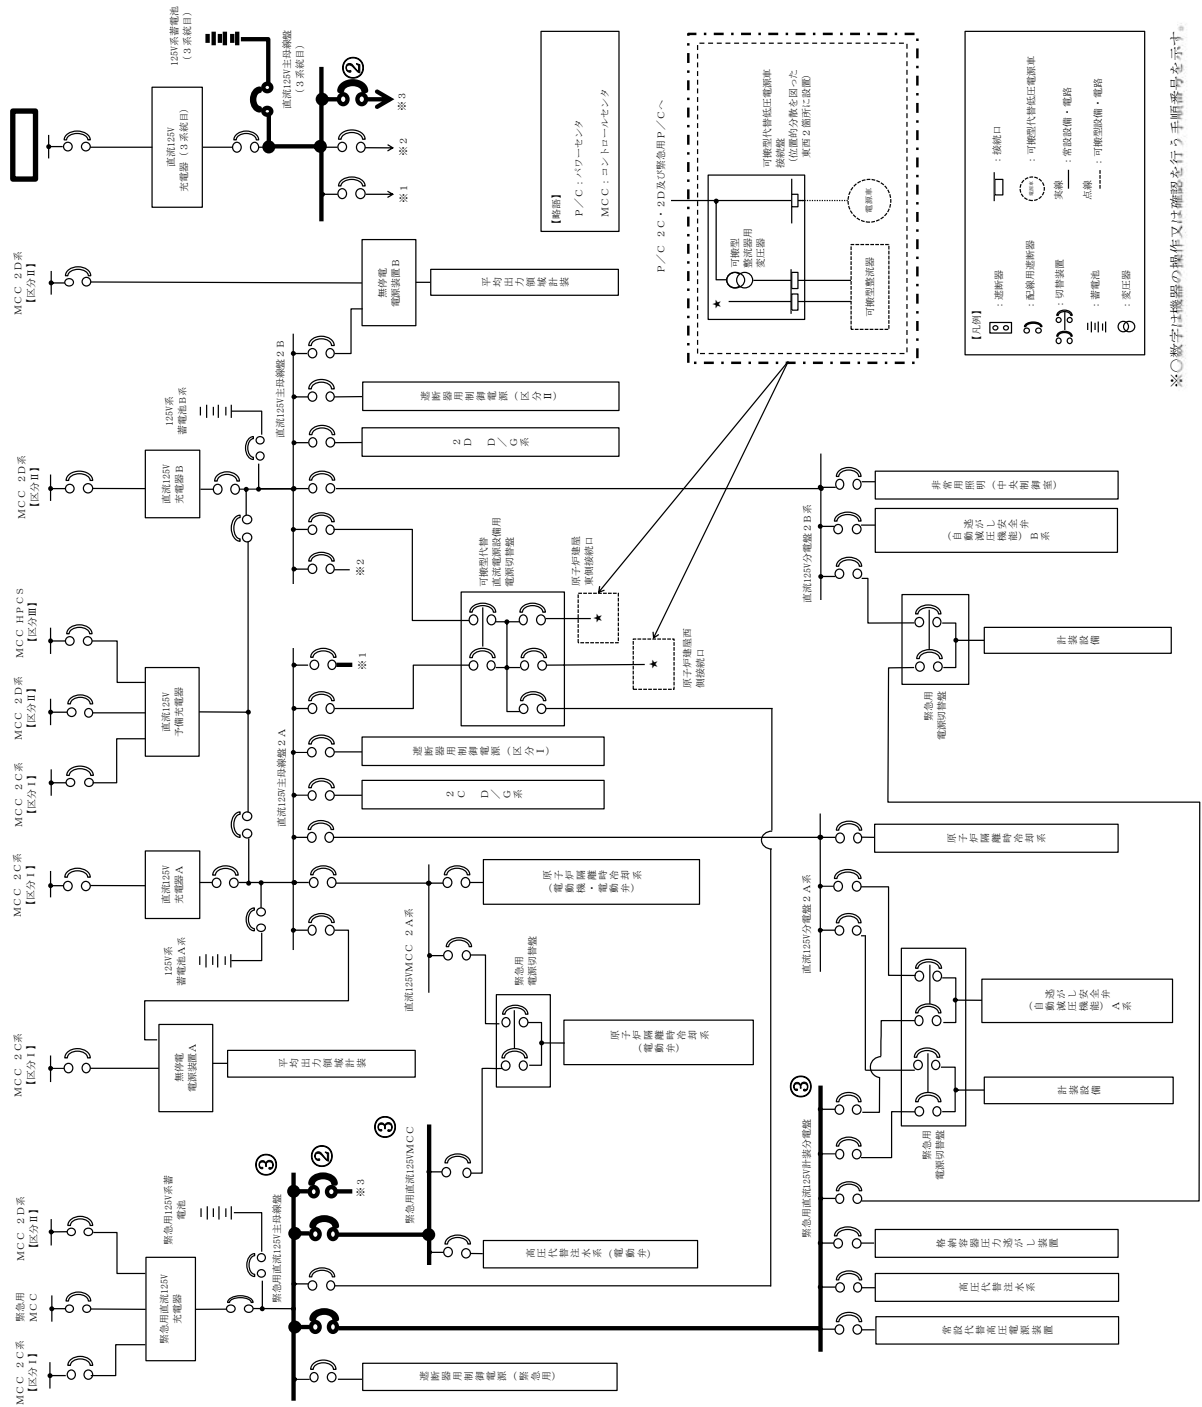 MCC 2C系
【区分Ⅰ】
緊急用
MCC
MCC 2D系
【区分Ⅱ】
緊急用直流125V
充電器
緊急用125V系蓄
電池
緊急用直流125V主母線盤
③
②
※3
遮断器用制御電源(緊急用)
緊急用直流125VMCC
③
高圧代替注水系(電動弁)
緊急用直流125V計装分電盤
③
常設代替高圧電源装置
高圧代替注水系
格納容器圧力逃がし装置
MCC 2C系
【区分Ⅰ】
無停電
電源装置A
平均出力領域計装
緊急用
電源切替盤
原子炉隔離時冷却系
(電動弁)
緊急用
電源切替盤
計装設備
逃がし安全弁
(自動減圧機能) A系
MCC 2C系
【区分Ⅰ】
直流125V
充電器A
125V系
蓄電池A系
直流125V主母線盤2A
直流125VMCC 2A系
原子炉隔離時冷却系
(電動機・電動弁)
2C D/G系
遮断器用制御電源(区分Ⅰ)
※1
直流125V分電盤2A系
原子炉隔離時冷却系
MCC 2C系
【区分Ⅰ】
MCC 2D系
【区分Ⅱ】
MCC HPCS
【区分Ⅲ】
直流125V
予備充電器
可搬型代替
直流電源設備用
電源切替盤
原子炉建屋西
側接続口
★
原子炉建屋
東側接続口
★
緊急用
電源切替盤
計装設備
MCC 2D系
【区分Ⅱ】
直流125V
充電器B
125V系
蓄電池B系
直流125V主母線盤2B
※2
2D D/G系
遮断器用制御電源(区分Ⅱ)
直流125V分電盤2B系
逃がし安全弁
(自動減圧機能) B系
非常用照明(中央制御室)
MCC 2D系
【区分Ⅱ】
無停電
電源装置B
平均出力領域計装
直流125V
充電器(3系統目)
125V系蓄電池
(3系統目)
直流125V主母線盤
(3系統目)
②
※1
※2
※3
【略語】
P/C:パワーセンタ
MCC:コントロールセンタ
P/C 2C・2D及び緊急用P/Cへ
可搬型代替低圧電源車
接続盤
(位置的分散を図った
東西2箇所に設置)
可搬型
整流器用
変圧器
★
可搬型整流器
電源車
【凡例】
:遮断器
:配線用遮断器
:切替装置
:蓄電池
:変圧器
:接続口
電源車
:可搬型代替低圧電源車
実線
:常設設備・電路
点線
:可搬型設備・電路
※○数字は機器の操作又は確認を行う手順番号を示す。